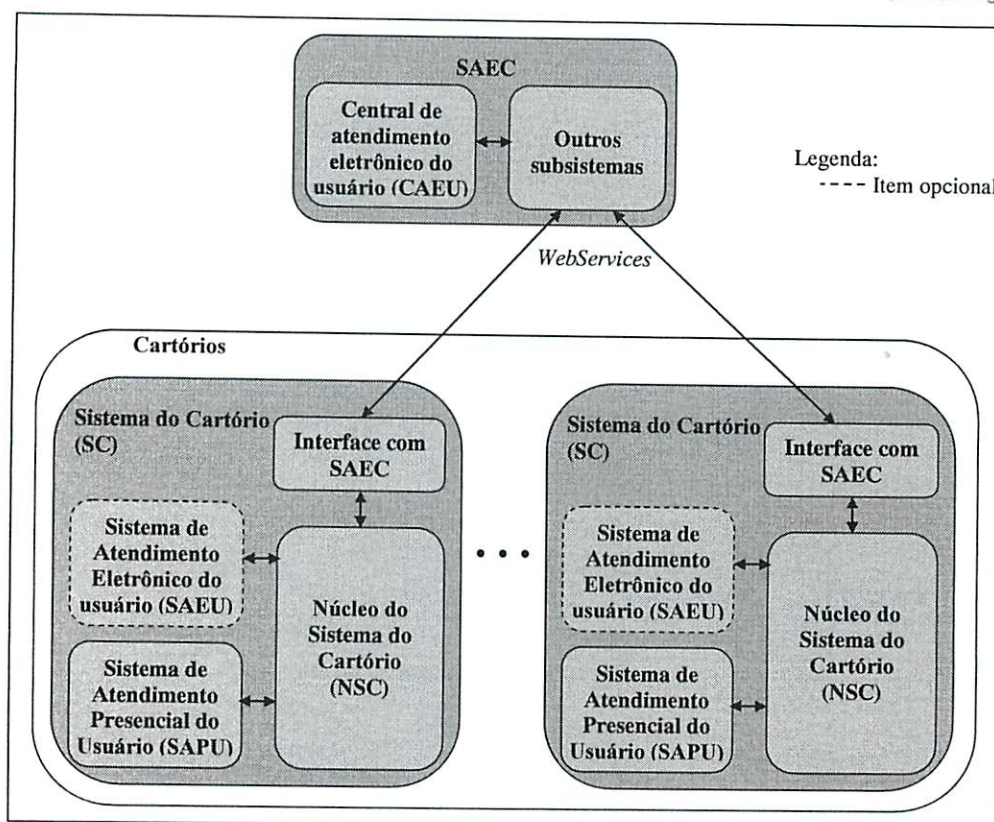 SAEC
Central de
atendimento
eletrônico do
usuário (CAEU)
Outros
subsistemas
Legenda:
---- Item opcional
WebServices
Cartórios
Sistema do Cartório
(SC)
Interface com
SAEC
Sistema de
Atendimento
Eletrônico do
usuário (SAEU)
Núcleo do
Sistema do
Cartório
(NSC)
Sistema de
Atendimento
Presencial do
Usuário (SAPU)
• • •
Sistema do Cartório
(SC)
Interface com
SAEC
Sistema de
Atendimento
Eletrônico do
usuário (SAEU)
Núcleo do
Sistema do
Cartório
(NSC)
Sistema de
Atendimento
Presencial do
Usuário (SAPU)